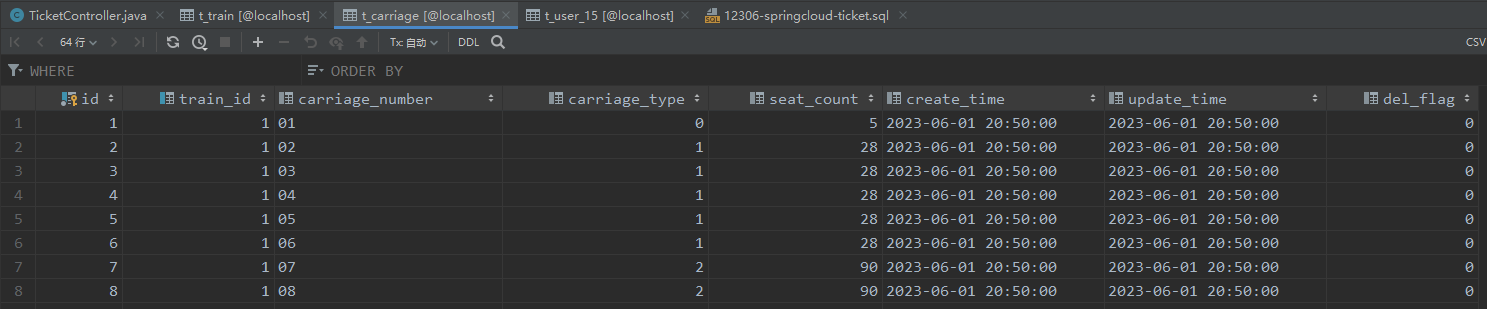 TicketController.java × t_train [@localhost] × t_carriage [@localhost] × t_user_15 [@localhost] × 12306-springcloud-ticket.sql ×
64 行 Tx: 自动 DDL CSV
WHERE ORDER BY
id train_id carriage_number carriage_type seat_count create_time update_time del_flag
1 1 1 01 0 5 2023-06-01 20:50:00 2023-06-01 20:50:00 0
2 2 1 02 1 28 2023-06-01 20:50:00 2023-06-01 20:50:00 0
3 3 1 03 1 28 2023-06-01 20:50:00 2023-06-01 20:50:00 0
4 4 1 04 1 28 2023-06-01 20:50:00 2023-06-01 20:50:00 0
5 5 1 05 1 28 2023-06-01 20:50:00 2023-06-01 20:50:00 0
6 6 1 06 1 28 2023-06-01 20:50:00 2023-06-01 20:50:00 0
7 7 1 07 2 90 2023-06-01 20:50:00 2023-06-01 20:50:00 0
8 8 1 08 2 90 2023-06-01 20:50:00 2023-06-01 20:50:00 0